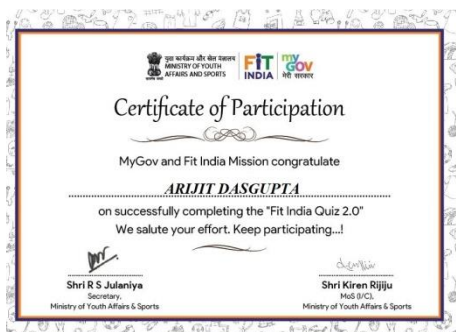 युवा कार्यक्रम और खेल मंत्रालय
MINISTRY OF YOUTH
AFFAIRS AND SPORTS
FIT
INDIA
my
GOV
मेरी सरकार
Certificate of Participation
MyGov and Fit India Mission congratulate
ARIJIT DASGUPTA
on successfully completing the "Fit India Quiz 2.0"
We salute your effort. Keep participating...!
Shri R S Julaniya
Secretary,
Ministry of Youth Affairs & Sports
Shri Kiren Rijiju
MoS (I/C),
Ministry of Youth Affairs & Sports